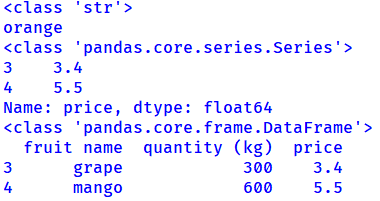 <class 'str'>
orange
<class 'pandas.core.series.Series'>
3    3.4
4    5.5
Name: price, dtype: float64
<class 'pandas.core.frame.DataFrame'>
  fruit name  quantity (kg)  price
3      grape            300    3.4
4      mango            600    5.5